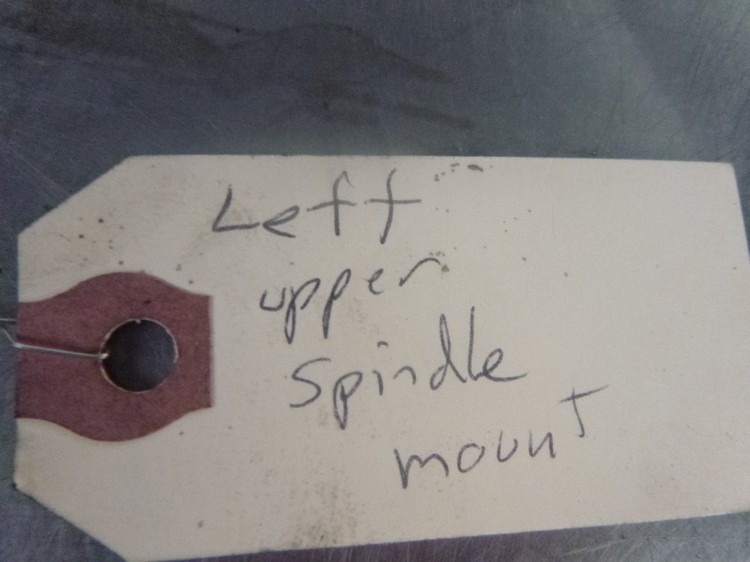 Left
upper
spindle
mount